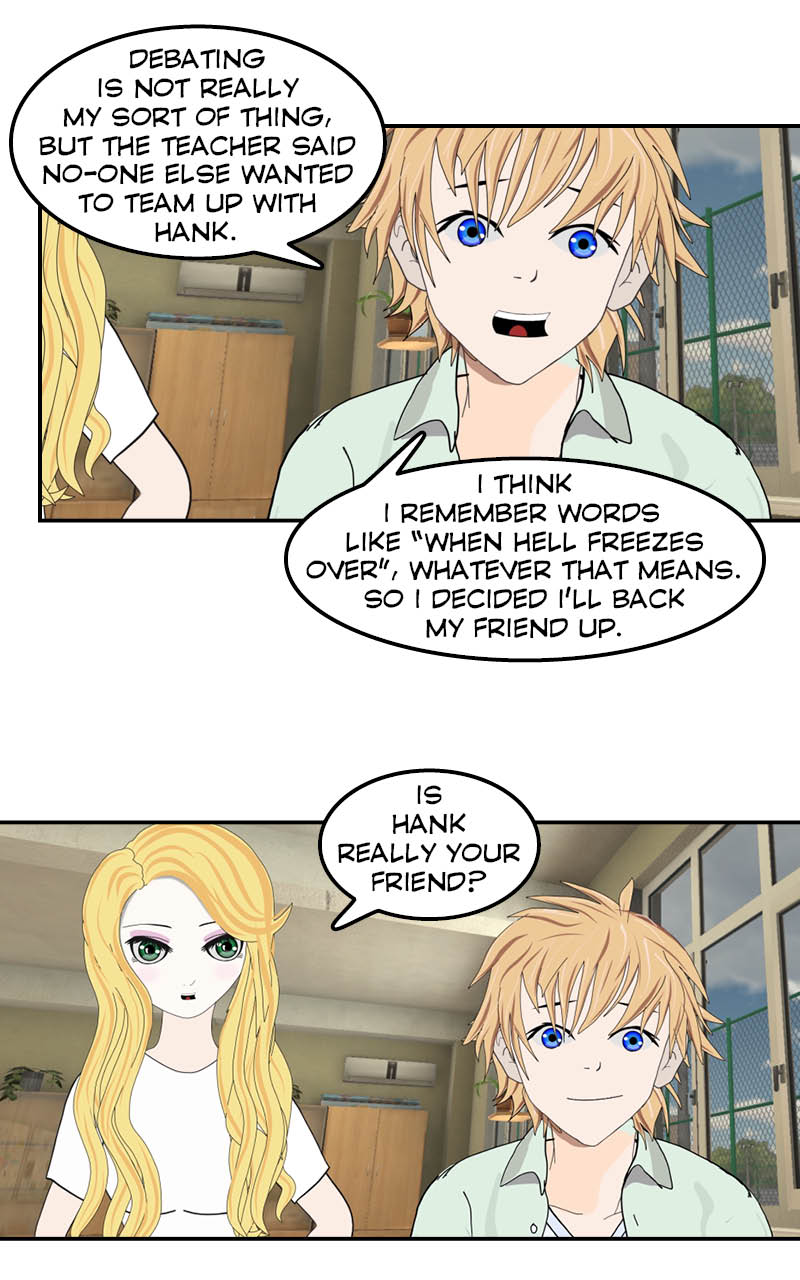 DEBATING
IS NOT REALLY
MY SORT OF THING,
BUT THE TEACHER SAID
NO-ONE ELSE WANTED
TO TEAM UP WITH
HANK.
I THINK
I REMEMBER WORDS
LIKE "WHEN HELL FREEZES
OVER", WHATEVER THAT MEANS.
SO I DECIDED I'LL BACK
MY FRIEND UP.
IS
HANK
REALLY YOUR
FRIEND?